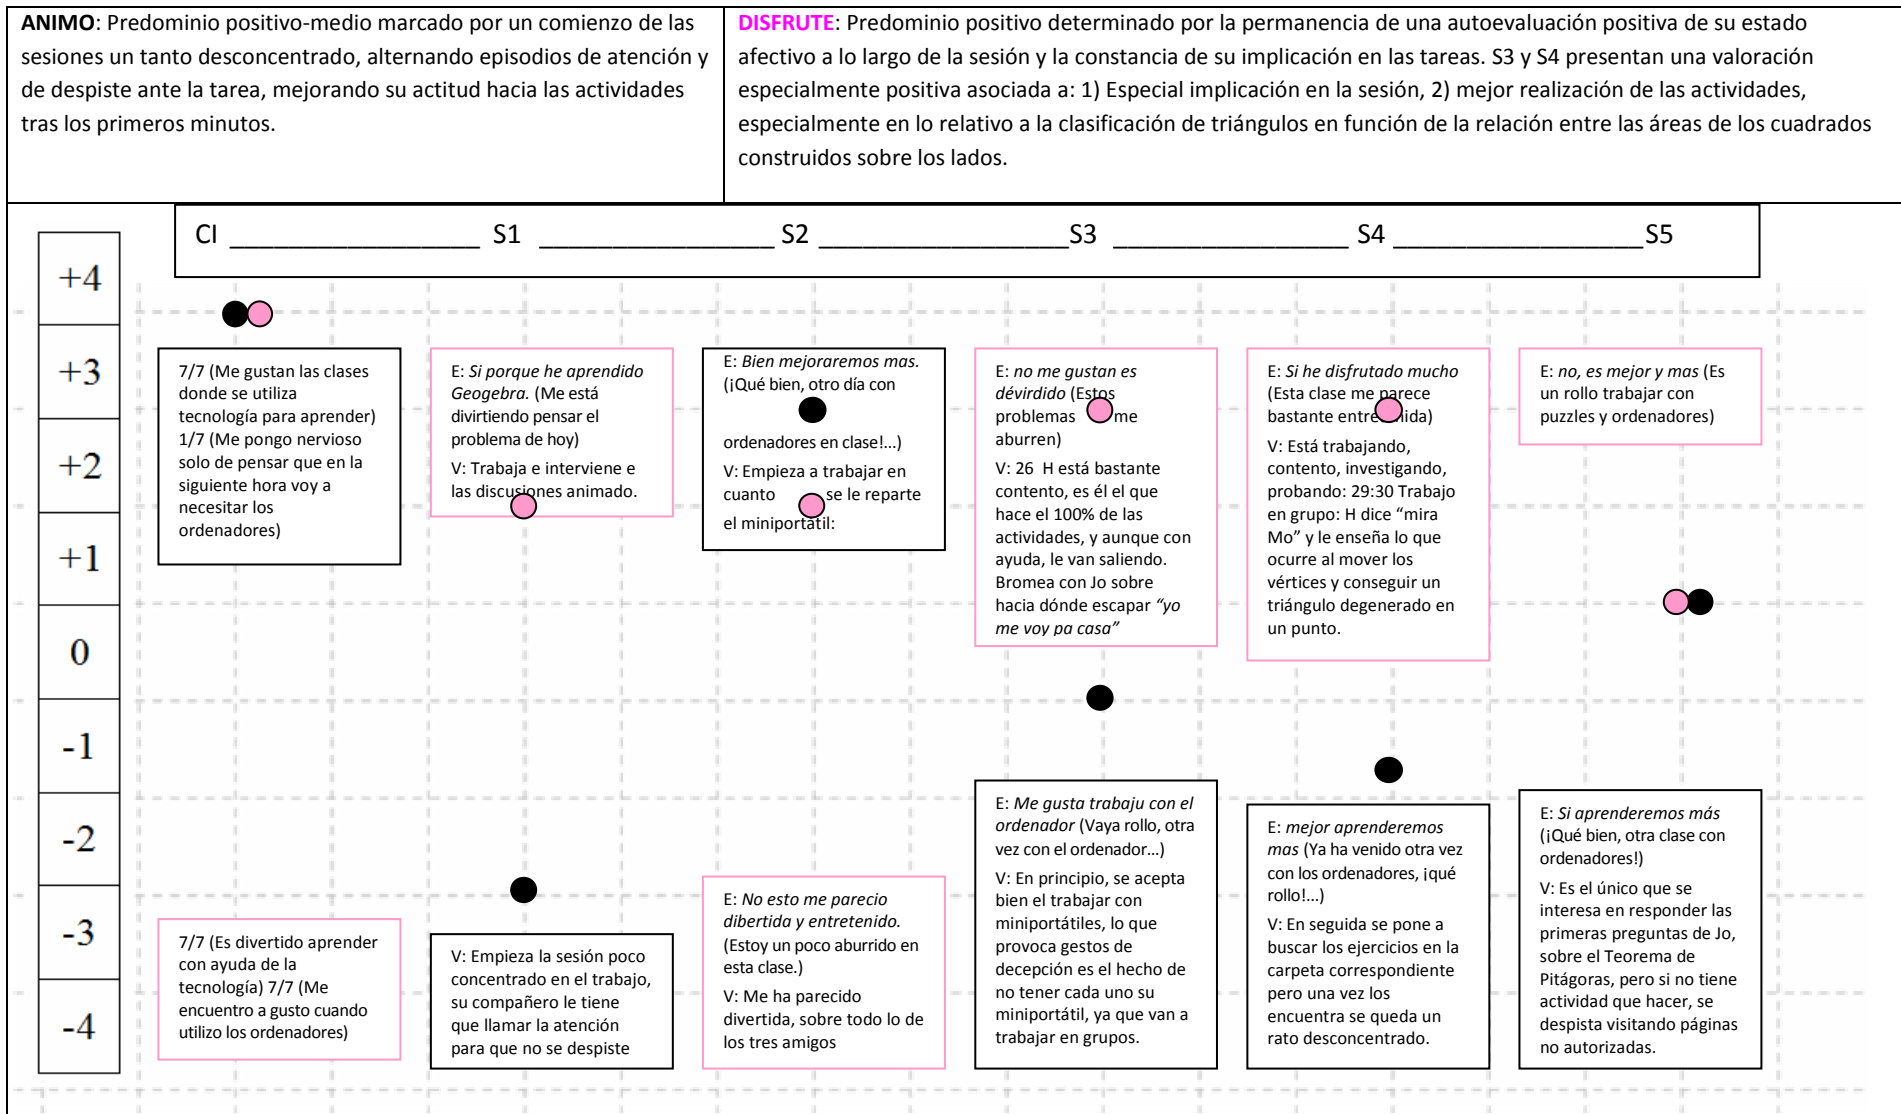 ANIMO: Predominio positivo-medio marcado por un comienzo de las
sesiones un tanto desconcentrado, alternando episodios de atención y
de despiste ante la tarea, mejorando su actitud hacia las actividades
tras los primeros minutos.
DISFRUTE: Predominio positivo determinado por la permanencia de una autoevaluación positiva de su estado
afectivo a lo largo de la sesión y la constancia de su implicación en las tareas. S3 y S4 presentan una valoración
especialmente positiva asociada a: 1) Especial implicación en la sesión, 2) mejor realización de las actividades,
especialmente en lo relativo a la clasificación de triángulos en función de la relación entre las áreas de los cuadrados
construidos sobre los lados.
CI _________________ S1 ________________ S2 _________________S3 ________________ S4 _________________S5
+4
+3
+2
+1
0
-1
-2
-3
-4
7/7 (Me gustan las clases
donde se utiliza
tecnología para aprender)
1/7 (Me pongo nervioso
solo de pensar que en la
siguiente hora voy a
necesitar los
ordenadores)
E: Si porque he aprendido
Geogebra. (Me está
divirtiendo pensar el
problema de hoy)
V: Trabaja e interviene e
las discusiones animado.
E: Bien mejoraremos mas.
(¡Qué bien, otro día con
ordenadores en clase!...)
V: Empieza a trabajar en
cuanto se le reparte
el miniportátil:
E: no me gustan es
dévirdido (Estos
problemas me
aburren)
V: 26 H está bastante
contento, es él el que
hace el 100% de las
actividades, y aunque con
ayuda, le van saliendo.
Bromea con Jo sobre
hacia dónde escapar "yo
me voy pa casa"
E: Si he disfrutado mucho
(Esta clase me parece
bastante entretenida)
V: Está trabajando,
contento, investigando,
probando: 29:30 Trabajo
en grupo: H dice "mira
Mo" y le enseña lo que
ocurre al mover los
vértices y conseguir un
triángulo degenerado en
un punto.
E: no, es mejor y mas (Es
un rollo trabajar con
puzzles y ordenadores)
7/7 (Es divertido aprender
con ayuda de la
tecnología) 7/7 (Me
encuentro a gusto cuando
utilizo los ordenadores)
V: Empieza la sesión poco
concentrado en el trabajo,
su compañero le tiene
que llamar la atención
para que no se despiste
E: No esto me parecio
dibertida y entretenido.
(Estoy un poco aburrido en
esta clase.)
V: Me ha parecido
divertida, sobre todo lo de
los tres amigos
E: Me gusta trabaju con el
ordenador (Vaya rollo, otra
vez con el ordenador...)
V: En principio, se acepta
bien el trabajar con
miniportátiles, lo que
provoca gestos de
decepción es el hecho de
no tener cada uno su
miniportátil, ya que van a
trabajar en grupos.
E: mejor aprenderemos
mas (Ya ha venido otra vez
con los ordenadores, ¡qué
rollo!...)
V: En seguida se pone a
buscar los ejercicios en la
carpeta correspondiente
pero una vez los
encuentra se queda un
rato desconcentrado.
E: Si aprenderemos más
(¡Qué bien, otra clase con
ordenadores!)
V: Es el único que se
interesa en responder las
primeras preguntas de Jo,
sobre el Teorema de
Pitágoras, pero si no tiene
actividad que hacer, se
despista visitando páginas
no autorizadas.